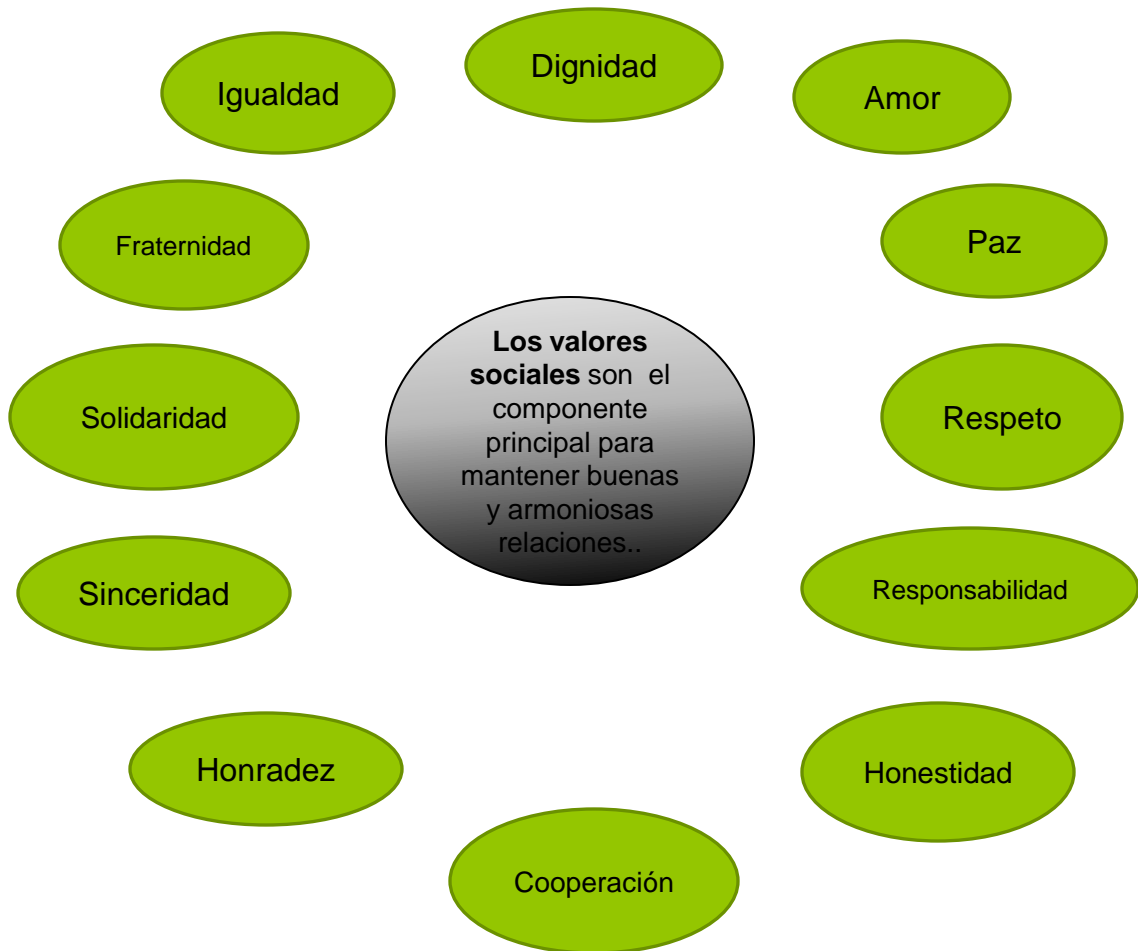 Igualdad
Dignidad
Amor
Fraternidad
Paz
Los valores
sociales son  el
componente
principal para
mantener buenas
y armoniosas
relaciones..
Solidaridad
Respeto
Sinceridad
Responsabilidad
Honradez
Honestidad
Cooperación